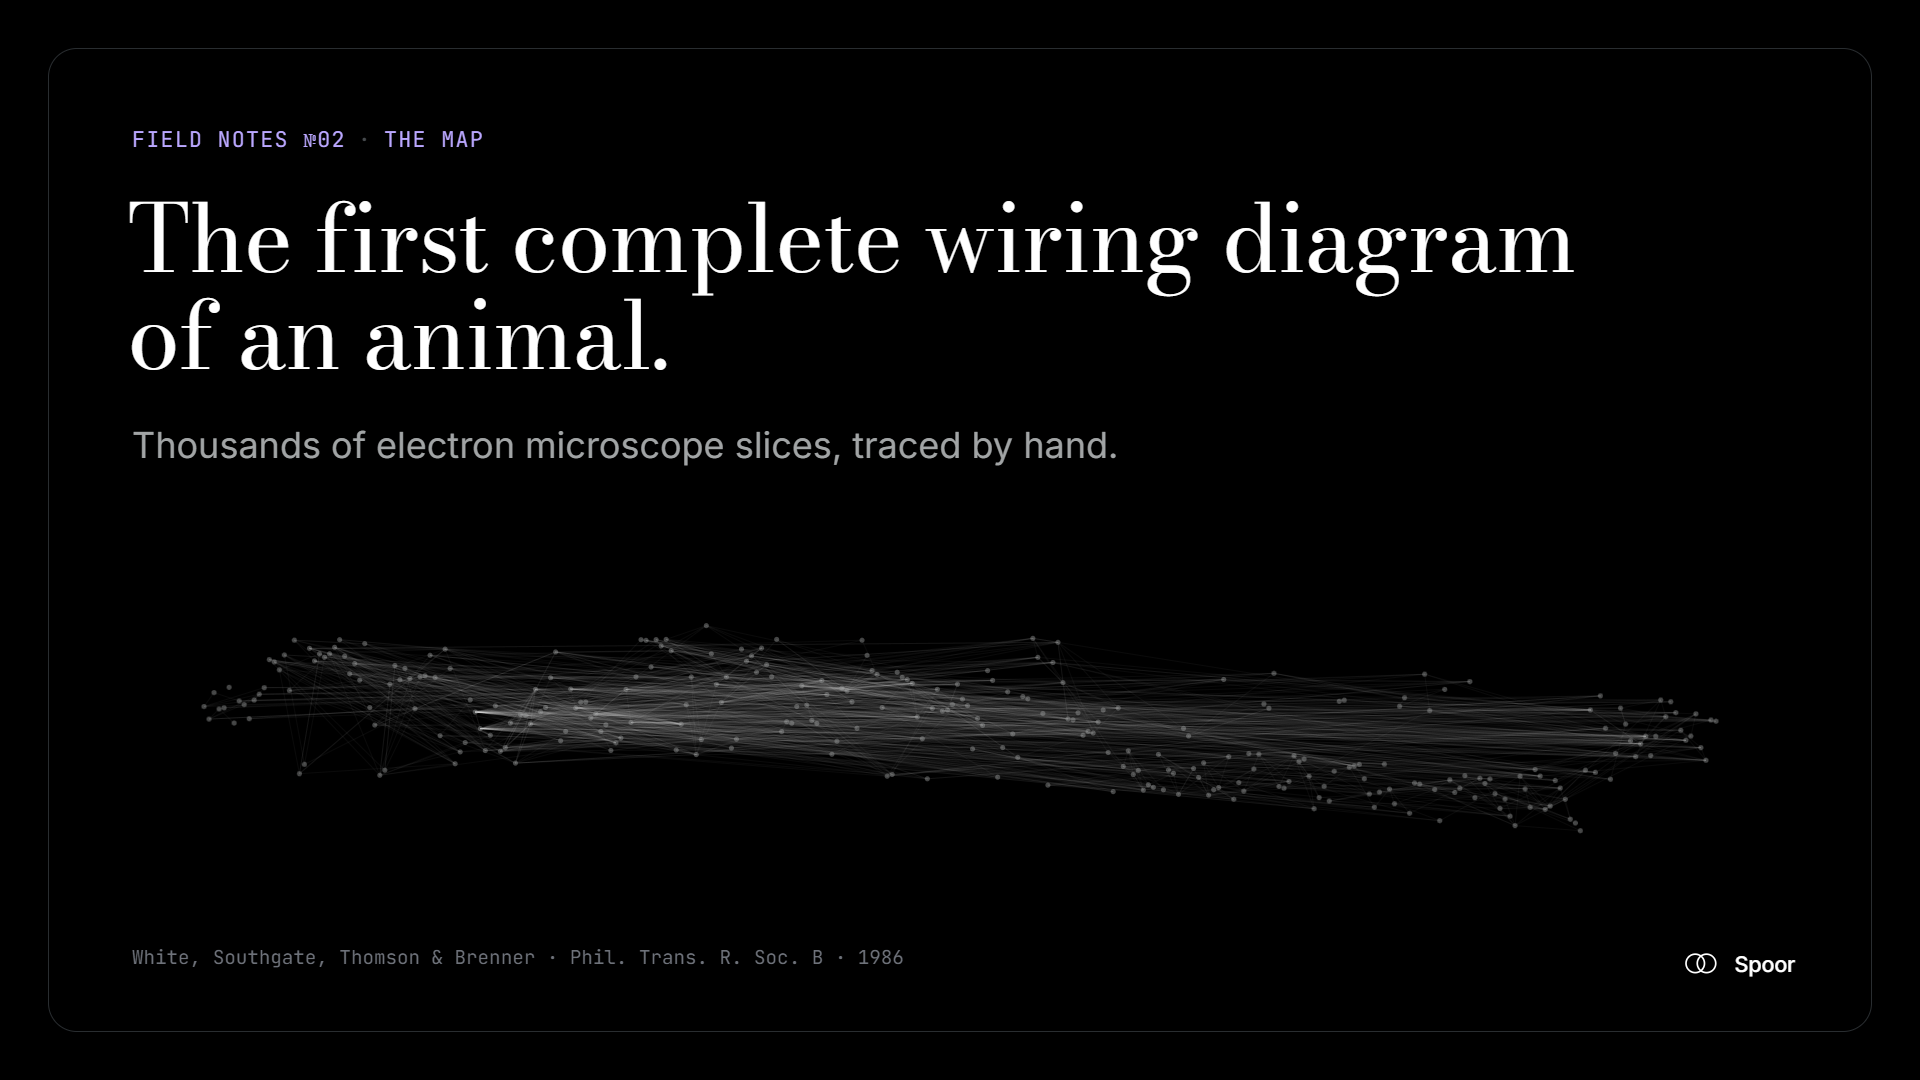 FIELD NOTES №02 · THE MAP
The first complete wiring diagram
of an animal.
Thousands of electron microscope slices, traced by hand.
White, Southgate, Thomson & Brenner · Phil. Trans. R. Soc. B · 1986
Spoor